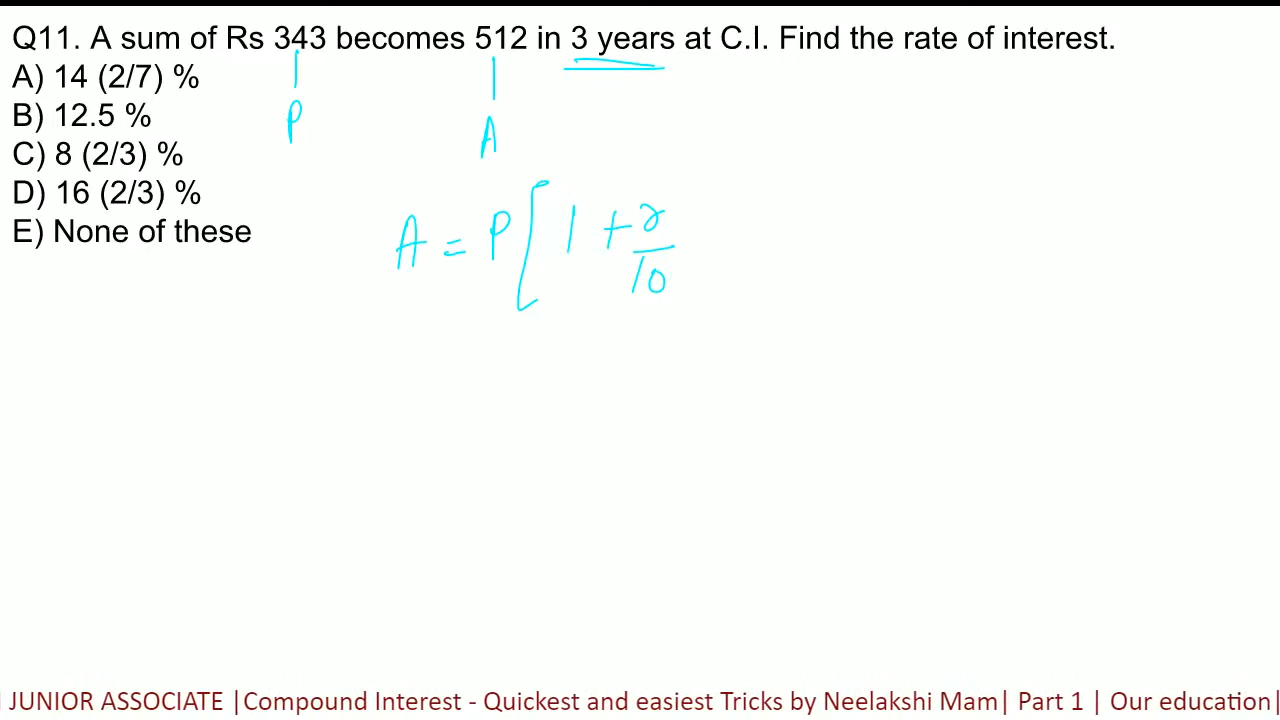 Q11. A sum of Rs 343 becomes 512 in 3 years at C.I. Find the rate of interest.
A) 14 (2/7) %
B) 12.5 %
C) 8 (2/3) %
D) 16 (2/3) %
E) None of these
P
A
A = P[1 + r/10
JUNIOR ASSOCIATE |Compound Interest - Quickest and easiest Tricks by Neelakshi Mam| Part 1 | Our education|